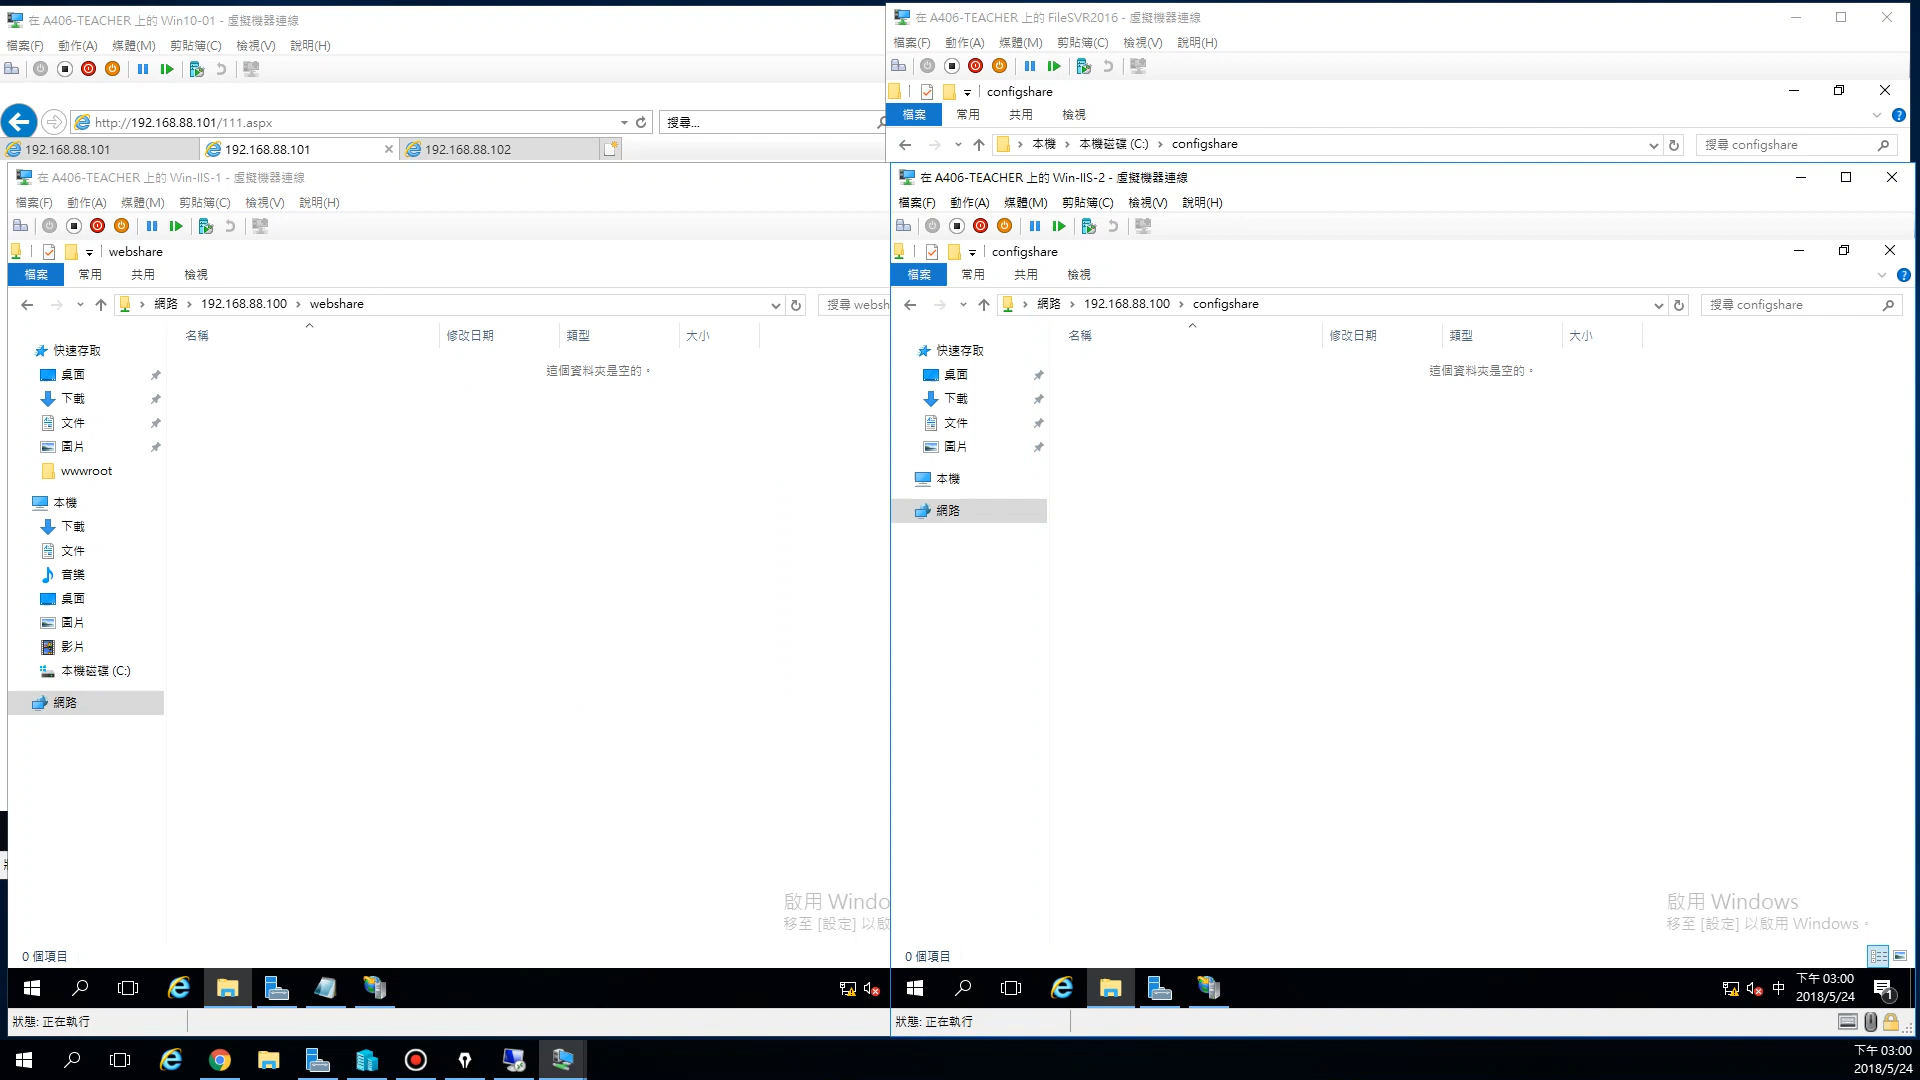 在 A406-TEACHER 上的 Win10-01 - 虛擬機器連線
檔案(F) 動作(A) 媒體(M) 剪貼簿(C) 檢視(V) 說明(H)
http://192.168.88.101/111.aspx
搜尋...
192.168.88.101
192.168.88.101
192.168.88.102
在 A406-TEACHER 上的 FileSVR2016 - 虛擬機器連線
檔案(F) 動作(A) 媒體(M) 剪貼簿(C) 檢視(V) 說明(H)
configshare
檔案 常用 共用 檢視
本機 本機磁碟 (C:) configshare
搜尋 configshare
在 A406-TEACHER 上的 Win-IIS-1 - 虛擬機器連線
檔案(F) 動作(A) 媒體(M) 剪貼簿(C) 檢視(V) 說明(H)
webshare
檔案 常用 共用 檢視
網路 192.168.88.100 webshare
搜尋 websh
名稱 修改日期 類型 大小
這個資料夾是空的。
快速存取
桌面
下載
文件
圖片
wwwroot
本機
下載
文件
音樂
桌面
圖片
影片
本機磁碟 (C:)
網路
啟用 Windo
移至 [設定] 以啟
0 個項目
狀態: 正在執行
在 A406-TEACHER 上的 Win-IIS-2 - 虛擬機器連線
檔案(F) 動作(A) 媒體(M) 剪貼簿(C) 檢視(V) 說明(H)
configshare
檔案 常用 共用 檢視
網路 192.168.88.100 configshare
搜尋 configshare
名稱 修改日期 類型 大小
這個資料夾是空的。
快速存取
桌面
下載
文件
圖片
本機
網路
啟用 Windows
移至 [設定] 以啟用 Windows。
0 個項目
中
下午 03:00
2018/5/24
1
狀態: 正在執行
下午 03:00
2018/5/24